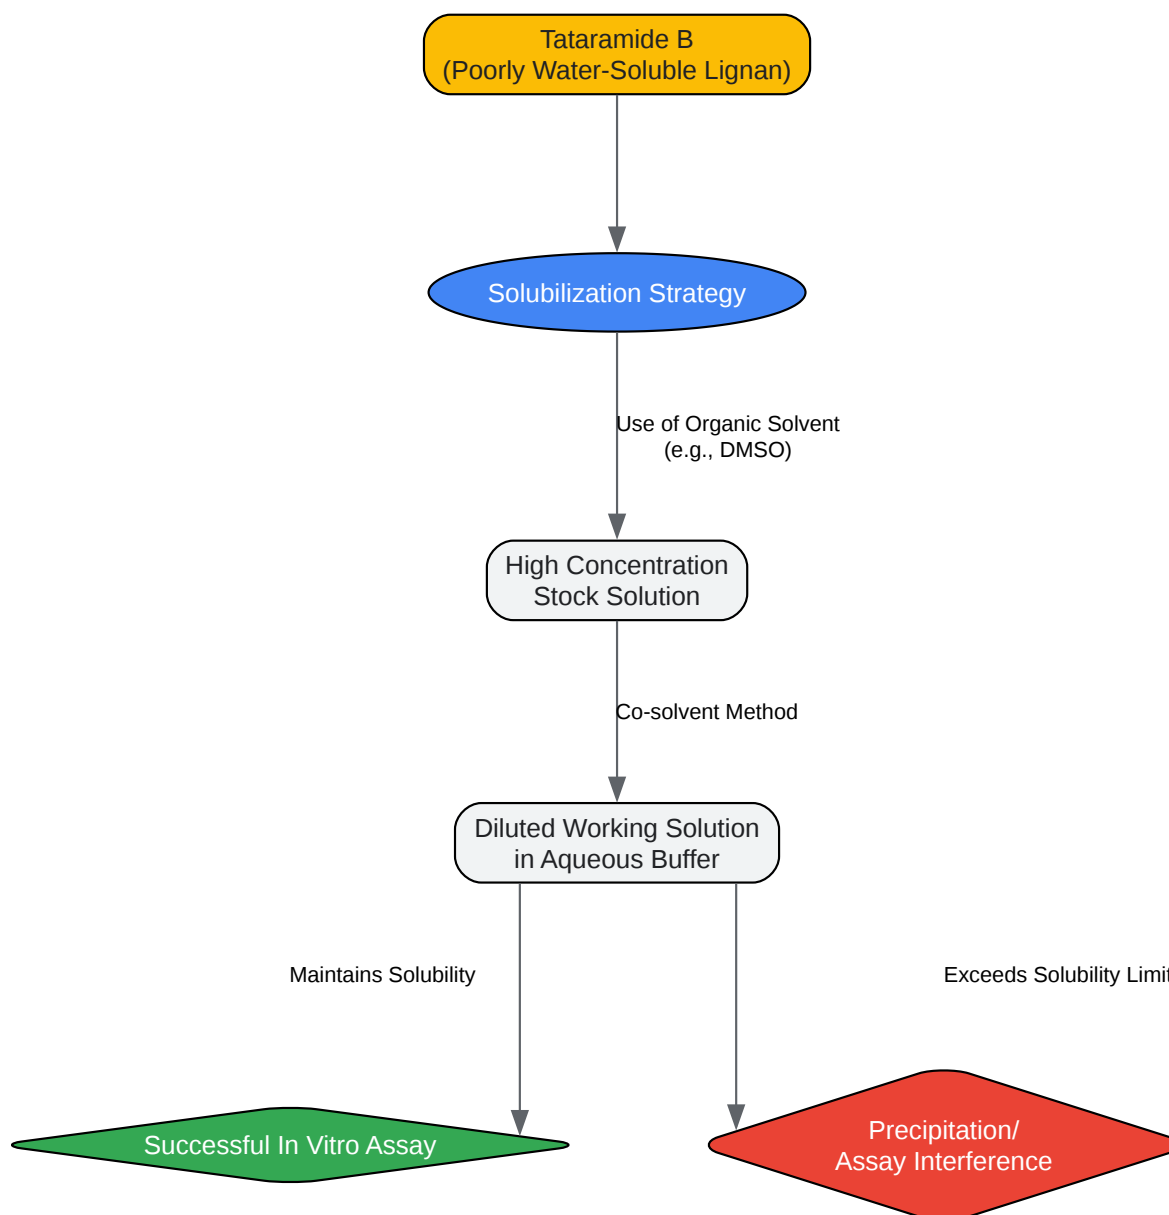 Tataramide B
(Poorly Water-Soluble Lignan)
Solubilization Strategy
Use of Organic Solvent
(e.g., DMSO)
High Concentration
Stock Solution
Co-solvent Method
Diluted Working Solution
in Aqueous Buffer
Maintains Solubility
Exceeds Solubility Limit
Successful In Vitro Assay
Precipitation/
Assay Interference